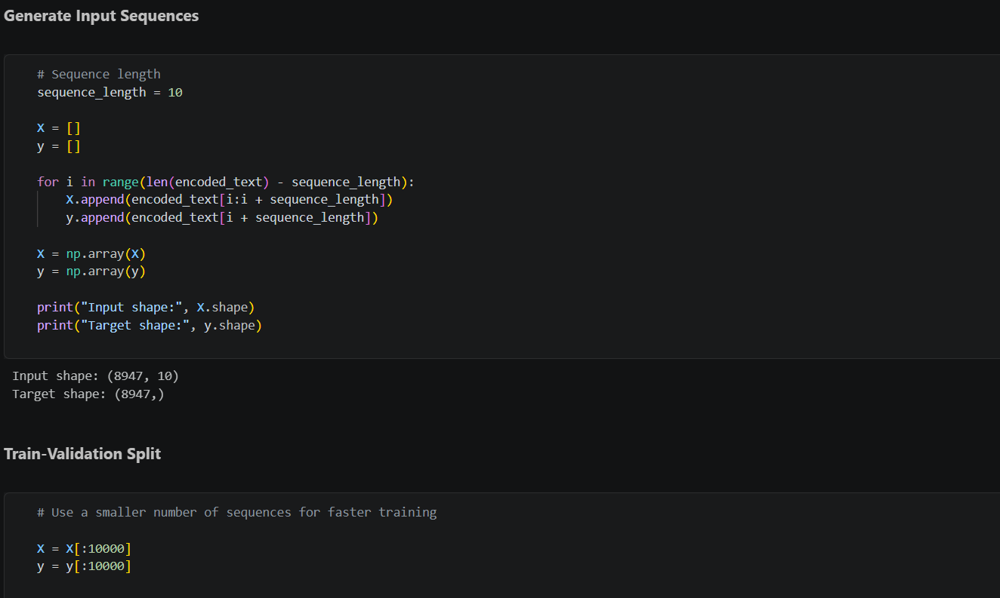 Generate Input Sequences
# Sequence length
sequence_length = 10
X = []
y = []
for i in range(len(encoded_text) - sequence_length):
    X.append(encoded_text[i:i + sequence_length])
    y.append(encoded_text[i + sequence_length])
X = np.array(X)
y = np.array(y)
print("Input shape:", X.shape)
print("Target shape:", y.shape)
Input shape: (8947, 10)
Target shape: (8947,)
Train-Validation Split
# Use a smaller number of sequences for faster training
X = X[:10000]
y = y[:10000]